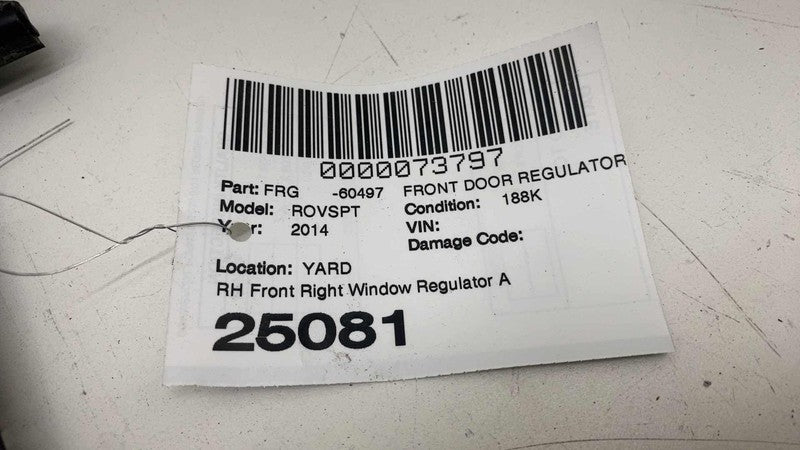 0000073797
Part: FRG -60497 FRONT DOOR REGULATOR
Model: ROVSPT Condition: 188K
Year: 2014 VIN:
Damage Code:
Location: YARD
RH Front Right Window Regulator A
25081